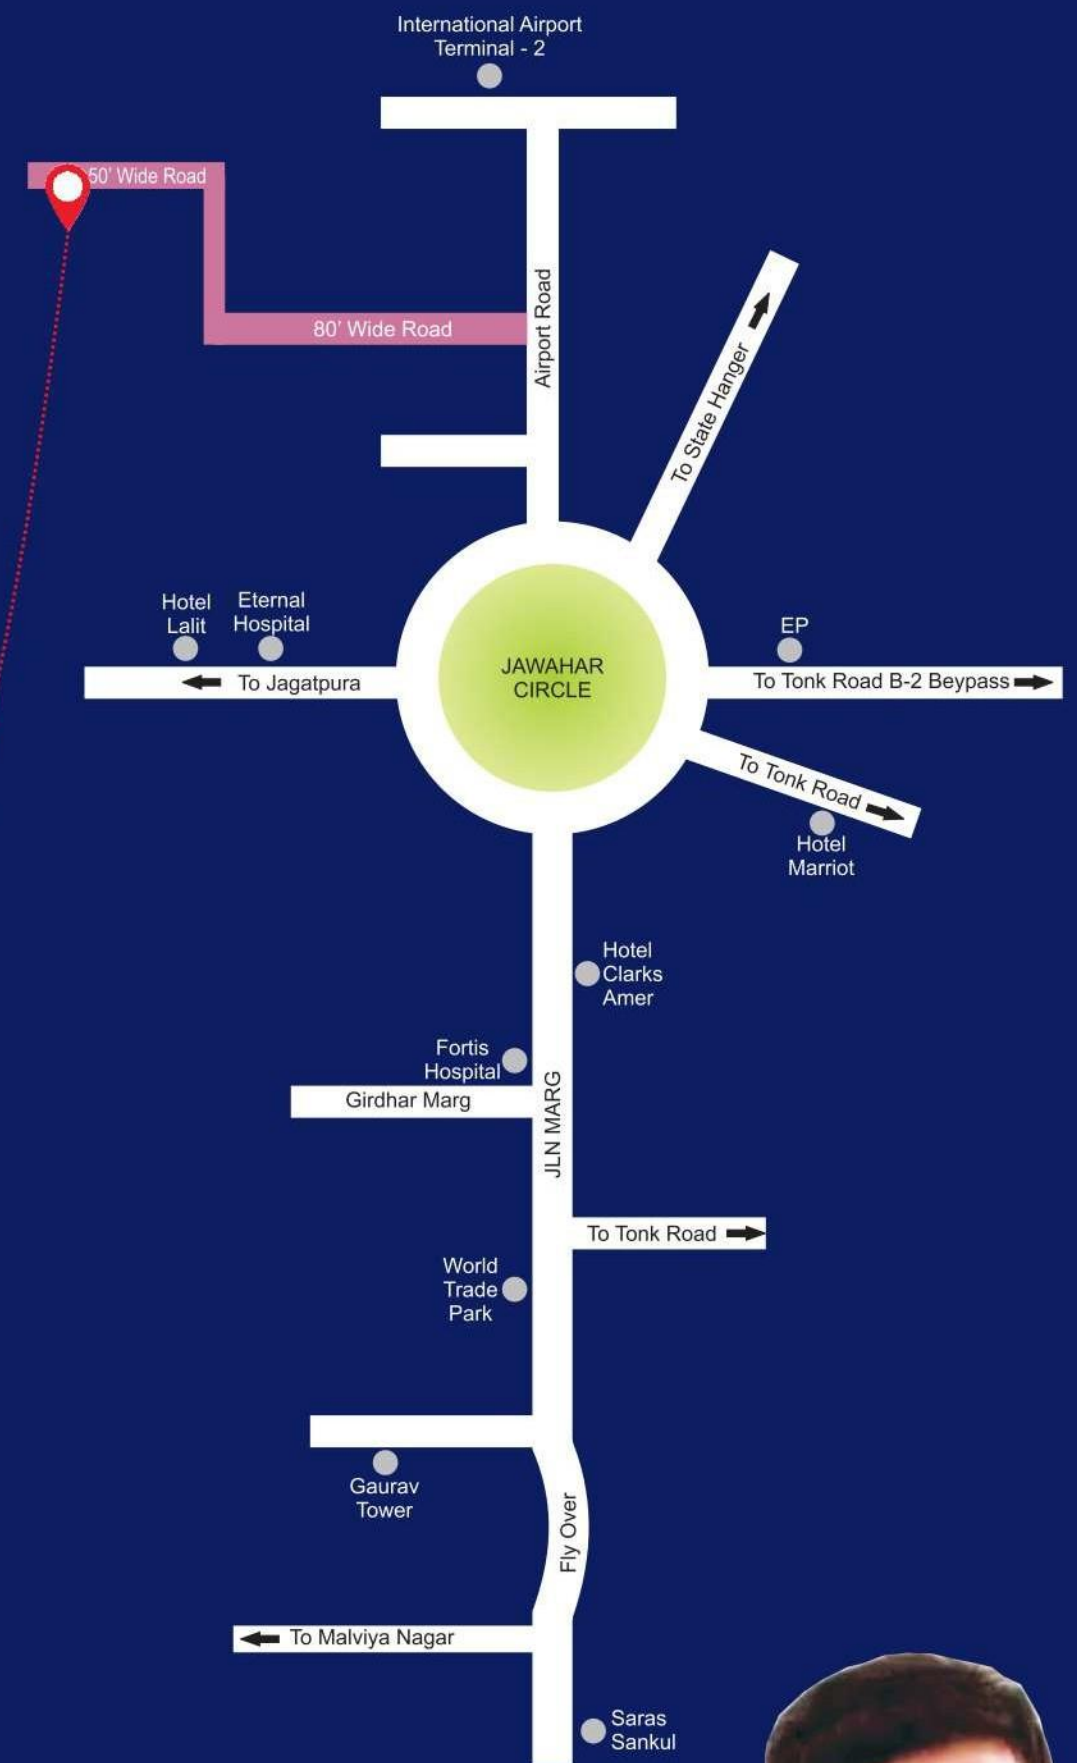 International Airport
Terminal - 2
50' Wide Road
80' Wide Road
Airport Road
To State Hanger
Hotel
Lalit
Eternal
Hospital
EP
JAWAHAR
CIRCLE
To Jagatpura
To Tonk Road B-2 Beypass
To Tonk Road
Hotel
Marriot
Hotel
Clarks
Amer
Fortis
Hospital
Girdhar Marg
JLN MARG
To Tonk Road
World
Trade
Park
Gaurav
Tower
Fly Over
To Malviya Nagar
Saras
Sankul